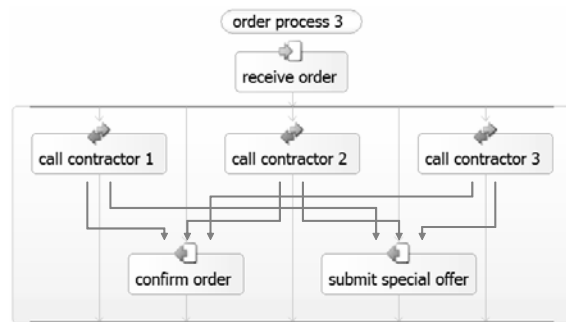 order process 3
receive order
call contractor 1
call contractor 2
call contractor 3
confirm order
submit special offer